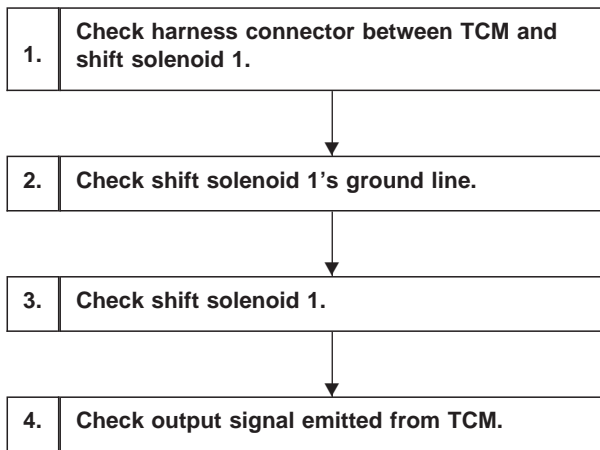 1. Check harness connector between TCM and
shift solenoid 1.
2. Check shift solenoid 1’s ground line.
3. Check shift solenoid 1.
4. Check output signal emitted from TCM.